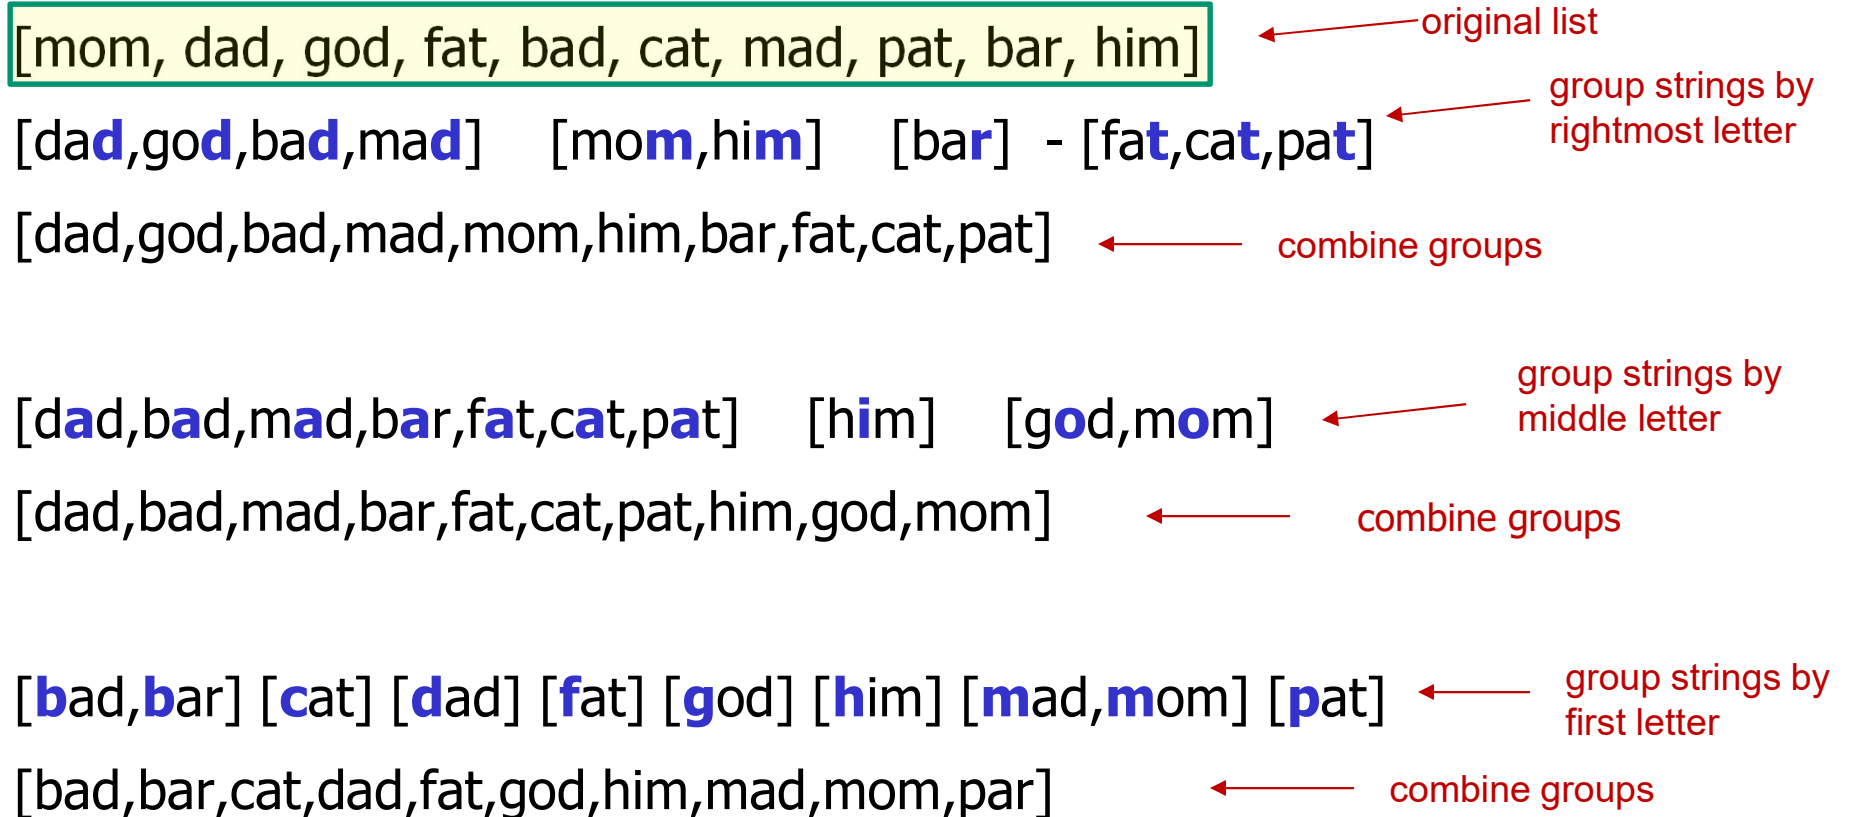 [mom, dad, god, fat, bad, cat, mad, pat, bar, him]
original list
[dad,god,bad,mad] [mom,him] [bar] - [fat,cat,pat]
group strings by
rightmost letter
[dad,god,bad,mad,mom,him,bar,fat,cat,pat]
combine groups
[dad,bad,mad,bar,fat,cat,pat] [him] [god,mom]
group strings by
middle letter
[dad,bad,mad,bar,fat,cat,pat,him,god,mom]
combine groups
[bad,bar] [cat] [dad] [fat] [god] [him] [mad,mom] [pat]
group strings by
first letter
[bad,bar,cat,dad,fat,god,him,mad,mom,par]
combine groups